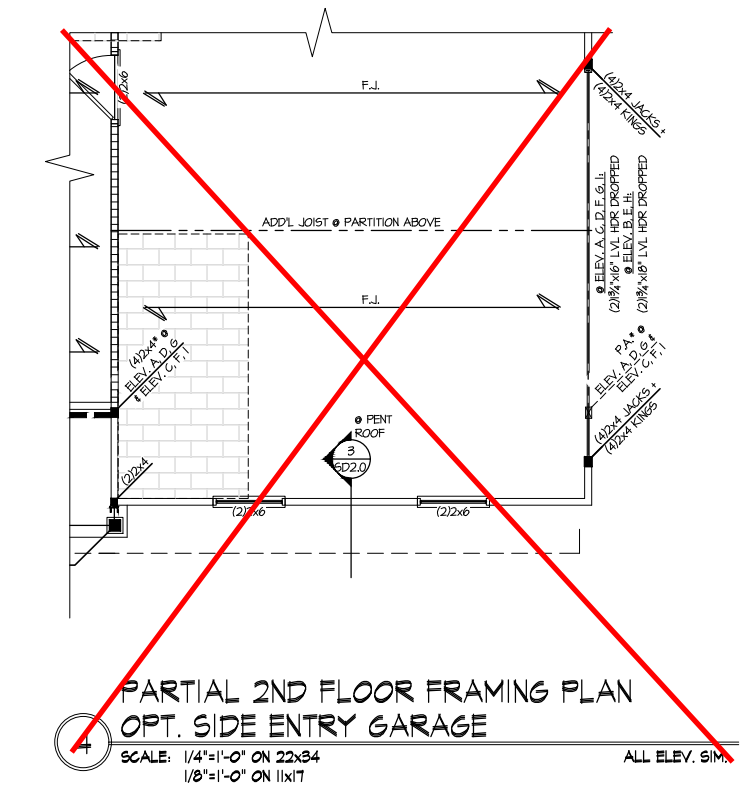 (2)2x6
F.J.
(4)2x4 JACKS +
(4)2x4 KINGS
ADD'L JOIST @ PARTITION ABOVE
@ ELEV. A, C, D, F, G, I:
(2)1¾"x16" LVL HDR DROPPED
@ ELEV. B, E, H:
(2)1¾"x18" LVL HDR DROPPED
F.J.
(4)2x4* @
ELEV. A, D, G
& ELEV. C, F, I
P.A.* @
ELEV. A, D, G &
ELEV. C, F, I
(4)2x4 JACKS +
(4)2x4 KINGS
@ PENT
ROOF
3
SD2.0
(2)2x4
(2)2x6
(2)2x6
PARTIAL 2ND FLOOR FRAMING PLAN
OPT. SIDE ENTRY GARAGE
4
SCALE: 1/4"=1'-0" ON 22x34
ALL ELEV. SIM.
1/8"=1'-0" ON 11x17